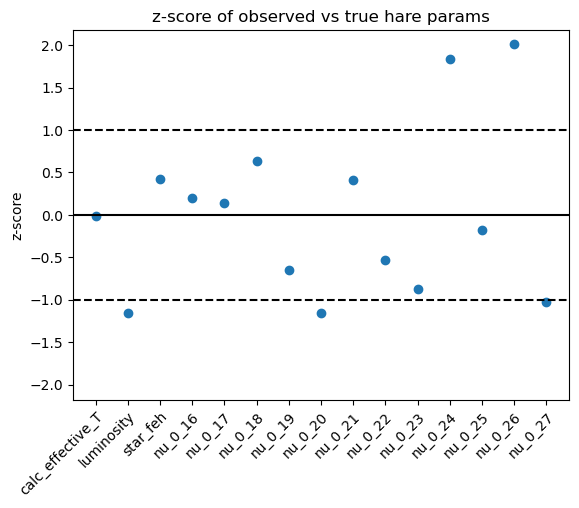 z-score of observed vs true hare params
z-score
2.0
1.5
1.0
0.5
0.0
−0.5
−1.0
−1.5
−2.0
calc_effective_T
luminosity
star_feh
nu_0_16
nu_0_17
nu_0_18
nu_0_19
nu_0_20
nu_0_21
nu_0_22
nu_0_23
nu_0_24
nu_0_25
nu_0_26
nu_0_27